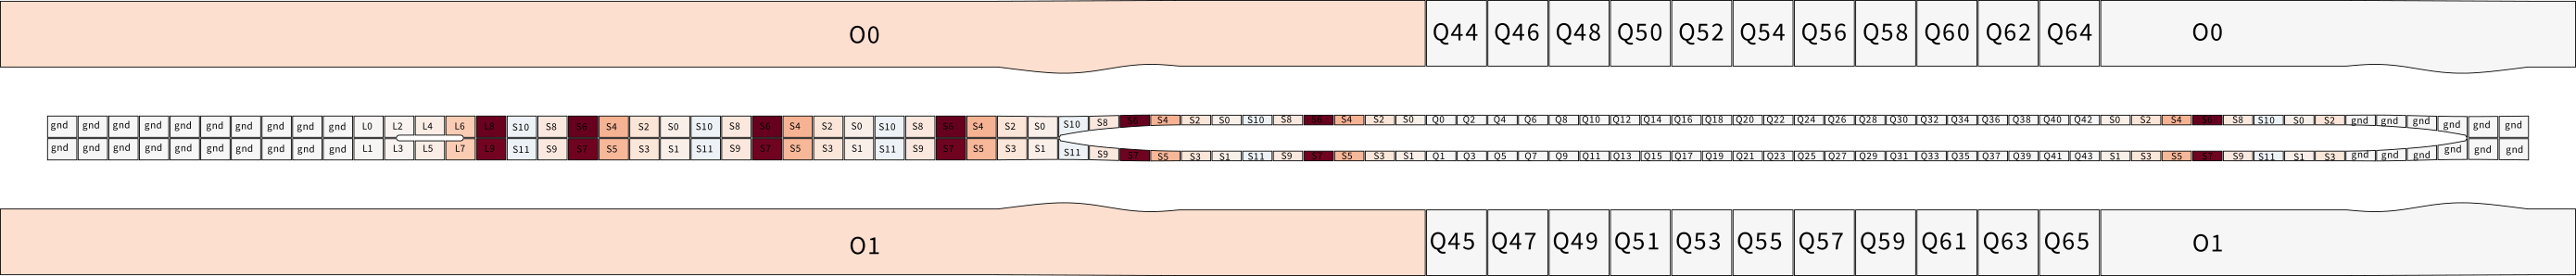 O0 Q44 Q46 Q48 Q50 Q52 Q54 Q56 Q58 Q60 Q62 Q64 O0
gnd gnd gnd gnd gnd gnd gnd gnd gnd gnd L0 L2 L4 L6 L8 S10 S8 S6 S4 S2 S0 S10 S8 S6 S4 S2 S0 S10 S8 S6 S4 S2 S0 S10 S8 S6 S4 S2 S0 S10 S8 S6 S4 S2 S0 Q0 Q2 Q4 Q6 Q8 Q10 Q12 Q14 Q16 Q18 Q20 Q22 Q24 Q26 Q28 Q30 Q32 Q34 Q36 Q38 Q40 Q42 S0 S2 S4 S6 S8 S10 S0 S2 gnd gnd gnd gnd gnd gnd
gnd gnd gnd gnd gnd gnd gnd gnd gnd gnd L1 L3 L5 L7 L9 S11 S9 S7 S5 S3 S1 S11 S9 S7 S5 S3 S1 S11 S9 S7 S5 S3 S1 S11 S9 S7 S5 S3 S1 S11 S9 S7 S5 S3 S1 Q1 Q3 Q5 Q7 Q9 Q11 Q13 Q15 Q17 Q19 Q21 Q23 Q25 Q27 Q29 Q31 Q33 Q35 Q37 Q39 Q41 Q43 S1 S3 S5 S7 S9 S11 S1 S3 gnd gnd gnd gnd gnd gnd
O1 Q45 Q47 Q49 Q51 Q53 Q55 Q57 Q59 Q61 Q63 Q65 O1